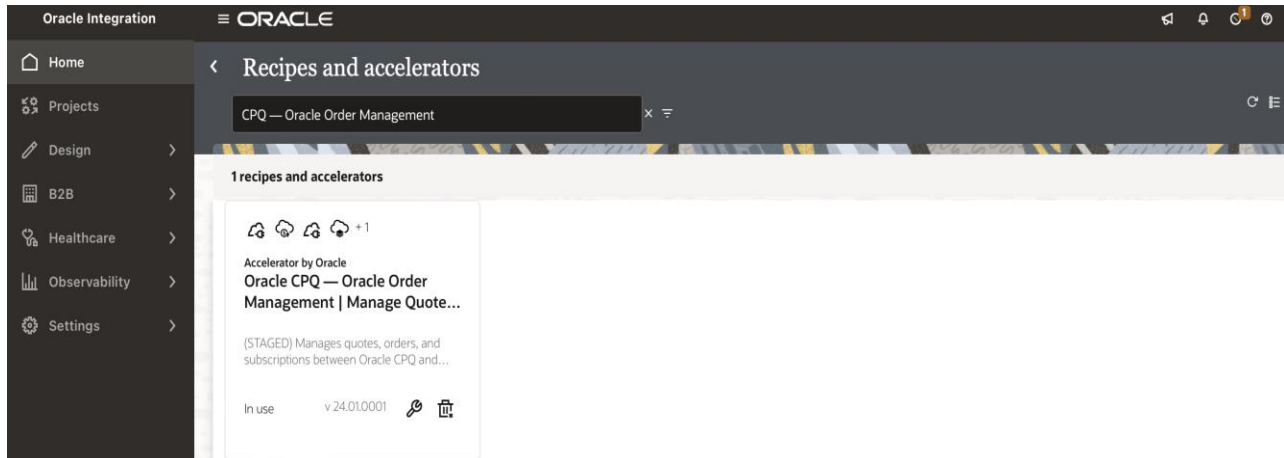 Oracle Integration
ORACLE
1
Home
Projects
Design
B2B
Healthcare
Observability
Settings
Recipes and accelerators
CPQ — Oracle Order Management
1 recipes and accelerators
+1
Accelerator by Oracle
Oracle CPQ — Oracle Order
Management | Manage Quote...
(STAGED) Manages quotes, orders, and
subscriptions between Oracle CPQ and...
In use v 24.01.0001